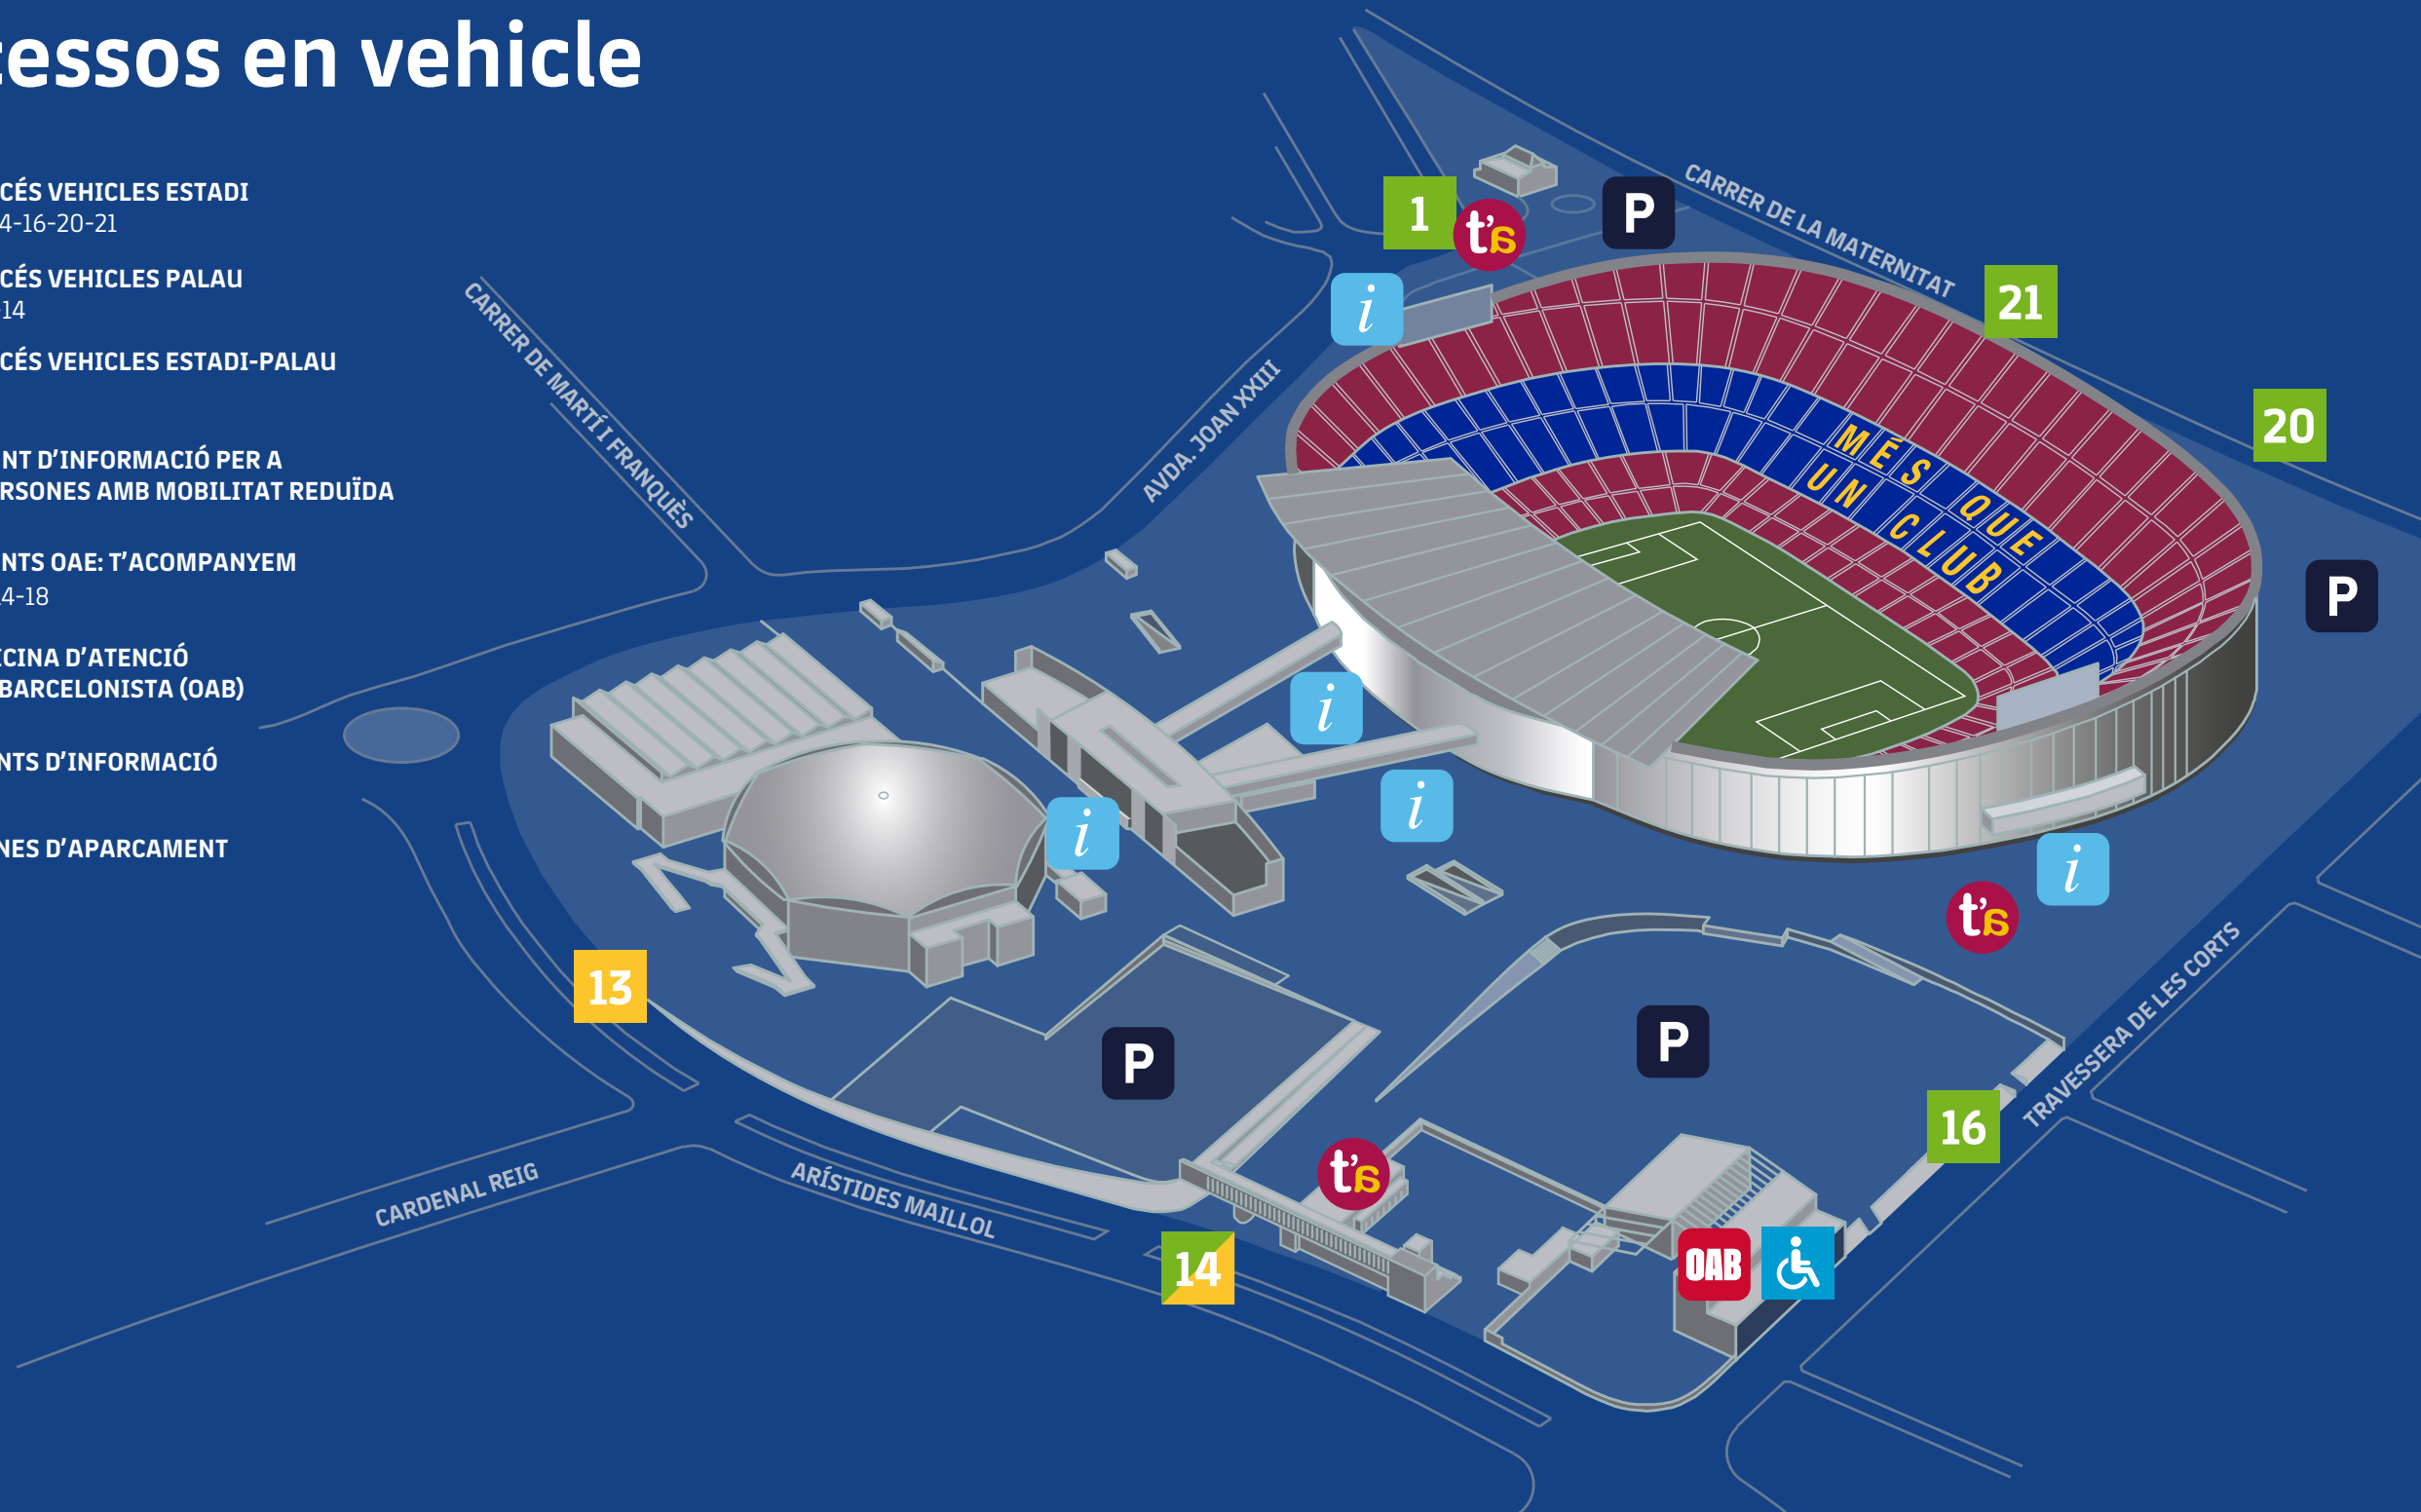 cessos en vehicle
CÉS VEHICLES ESTADI
4-16-20-21
CÉS VEHICLES PALAU
-14
CÉS VEHICLES ESTADI-PALAU
NT D'INFORMACIÓ PER A
RSONES AMB MOBILITAT REDUÏDA
NTS OAE: T'ACOMPANYEM
14-18
ICINA D'ATENCIÓ
BARCELONISTA (OAB)
NTS D'INFORMACIÓ
NES D'APARCAMENT
CARRER DE MARTÍ I FRANQUÈS
AVDA. JOAN XXIII
CARRER DE LA MATERNITAT
1
t'a
P
i
21
20
MÉS QUE
UN CLUB
P
i
i
i
i
t'a
13
P
P
TRAVESSERA DE LES CORTS
16
t'a
CARDENAL REIG
ARÍSTIDES MAILLOL
14
OAB